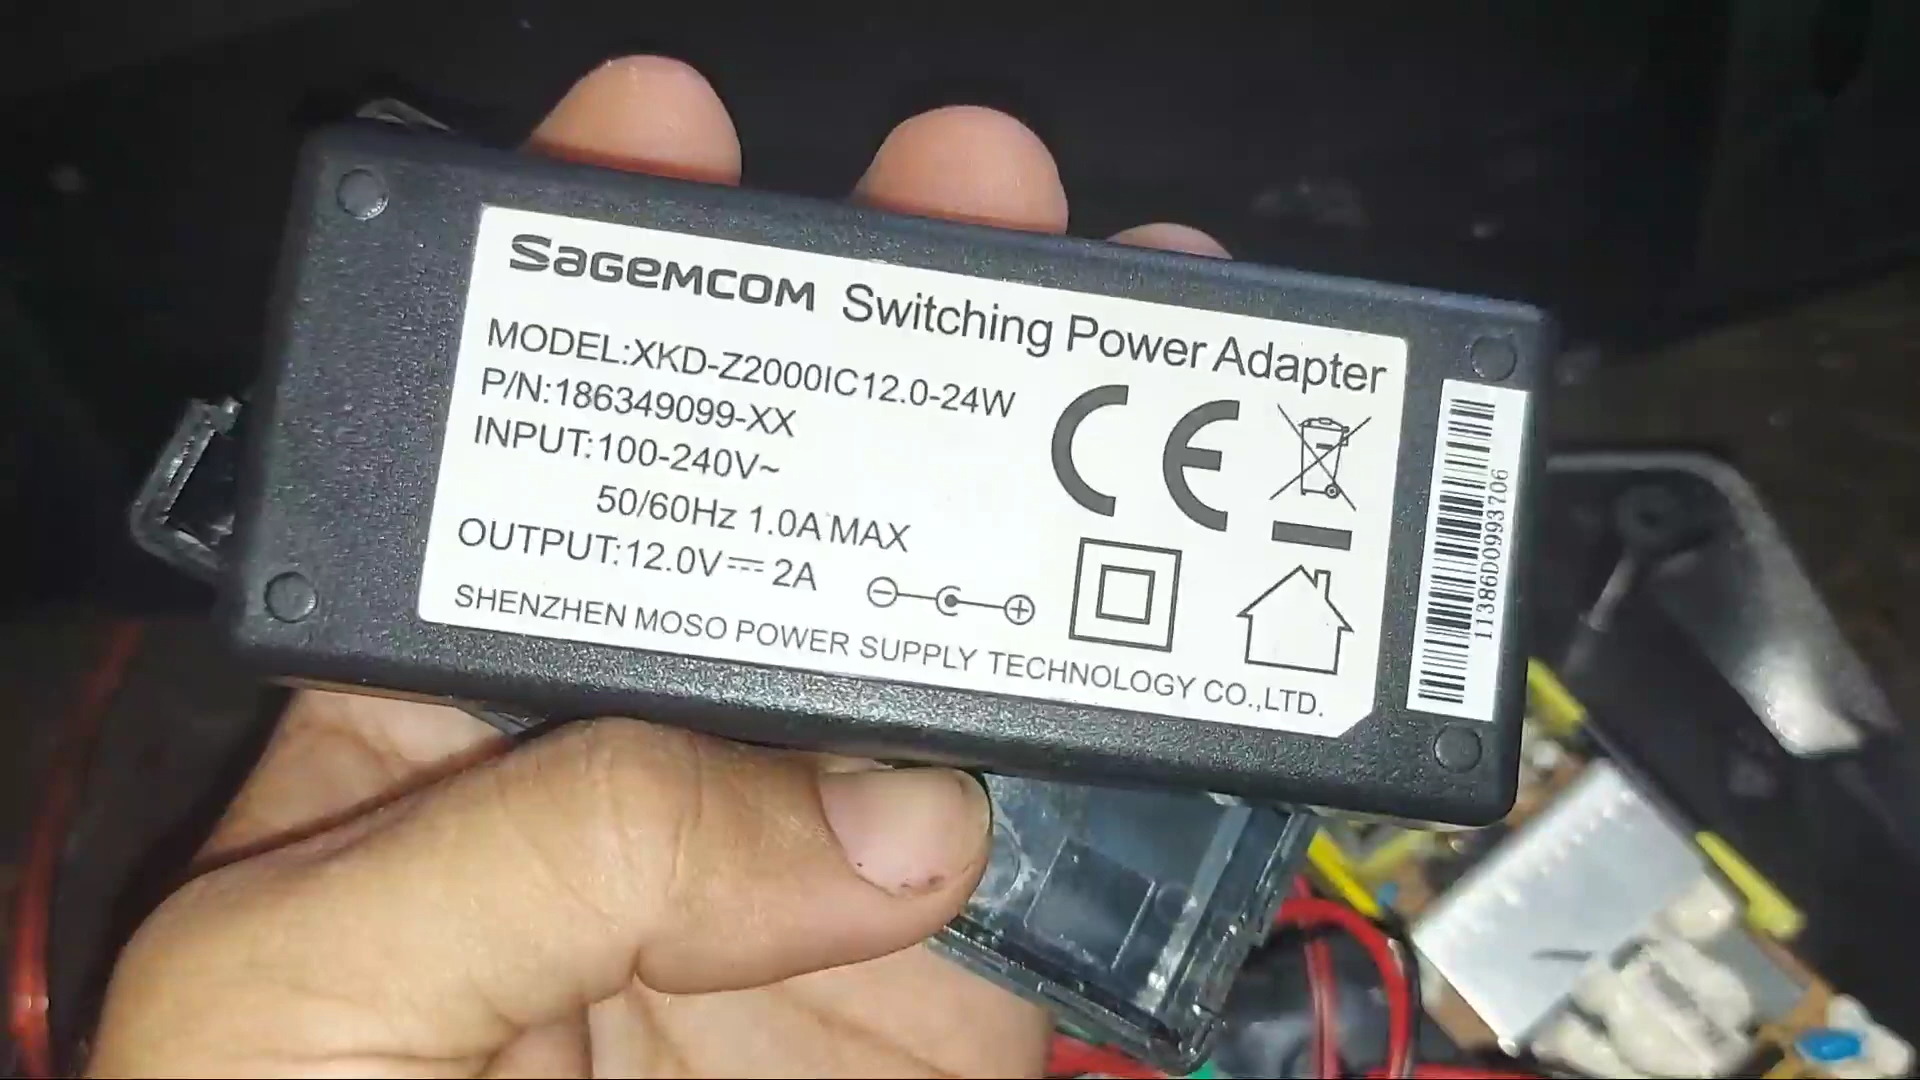 SAGEMCOM Switching Power Adapter
MODEL:XKD-Z2000IC12.0-24W
P/N:186349099-XX
INPUT:100-240V~
50/60Hz 1.0A MAX
OUTPUT:12.0V⎓2A
SHENZHEN MOSO POWER SUPPLY TECHNOLOGY CO.,LTD.
CE
11386D0993706